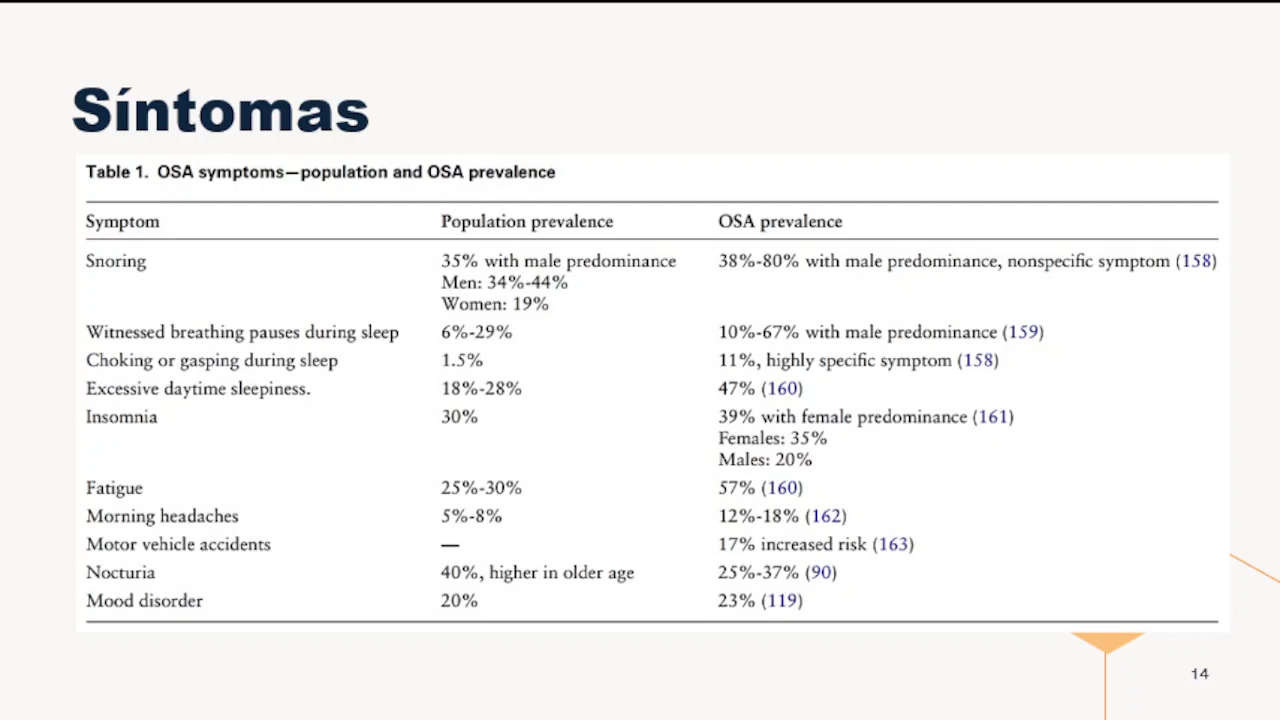 Síntomas
Table 1. OSA symptoms—population and OSA prevalence
Symptom Population prevalence OSA prevalence
Snoring 35% with male predominance 38%-80% with male predominance, nonspecific symptom (158)
Men: 34%-44%
Women: 19%
Witnessed breathing pauses during sleep 6%-29% 10%-67% with male predominance (159)
Choking or gasping during sleep 1.5% 11%, highly specific symptom (158)
Excessive daytime sleepiness. 18%-28% 47% (160)
Insomnia 30% 39% with female predominance (161)
Females: 35%
Males: 20%
Fatigue 25%-30% 57% (160)
Morning headaches 5%-8% 12%-18% (162)
Motor vehicle accidents — 17% increased risk (163)
Nocturia 40%, higher in older age 25%-37% (90)
Mood disorder 20% 23% (119)
14